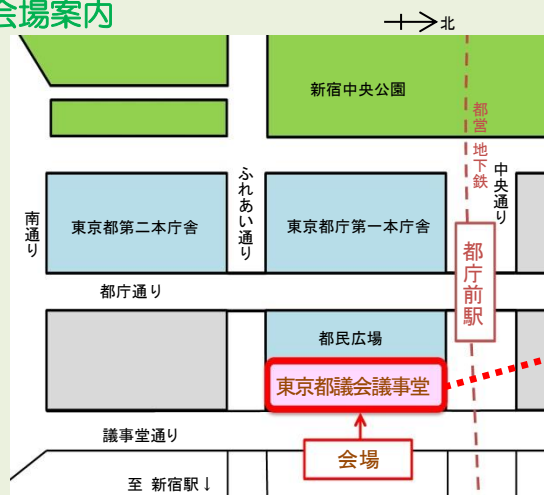 会場案内
北
新宿中央公園
都営地下鉄
中央通り
ふれあい通り
南通り
東京都第二本庁舎
東京都庁第一本庁舎
都庁前駅
都庁通り
都民広場
東京都議会議事堂
議事堂通り
会場
至 新宿駅↓